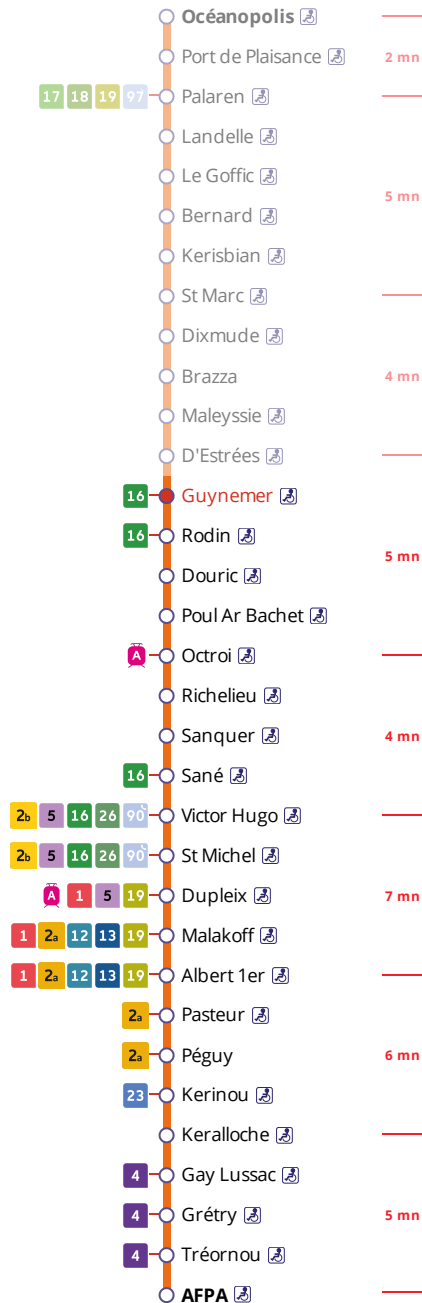 Océanopolis
Port de Plaisance 2 mn
17 18 19 97 Palaren
Landelle
Le Goffic
5 mn
Bernard
Kerisbian
St Marc
Dixmude
Brazza 4 mn
Maleyssie
D'Estrées
16 Guynemer
16 Rodin
5 mn
Douric
Poul Ar Bachet
A Octroi
Richelieu
Sanquer 4 mn
16 Sané
2b 5 16 26 90` Victor Hugo
2b 5 16 26 90` St Michel
A 1 5 19 Dupleix 7 mn
1 2a 12 13 19 Malakoff
1 2a 12 13 19 Albert 1er
2a Pasteur
2a Péguy 6 mn
23 Kerinou
Keralloche
4 Gay Lussac
4 Grétry 5 mn
4 Tréornou
AFPA